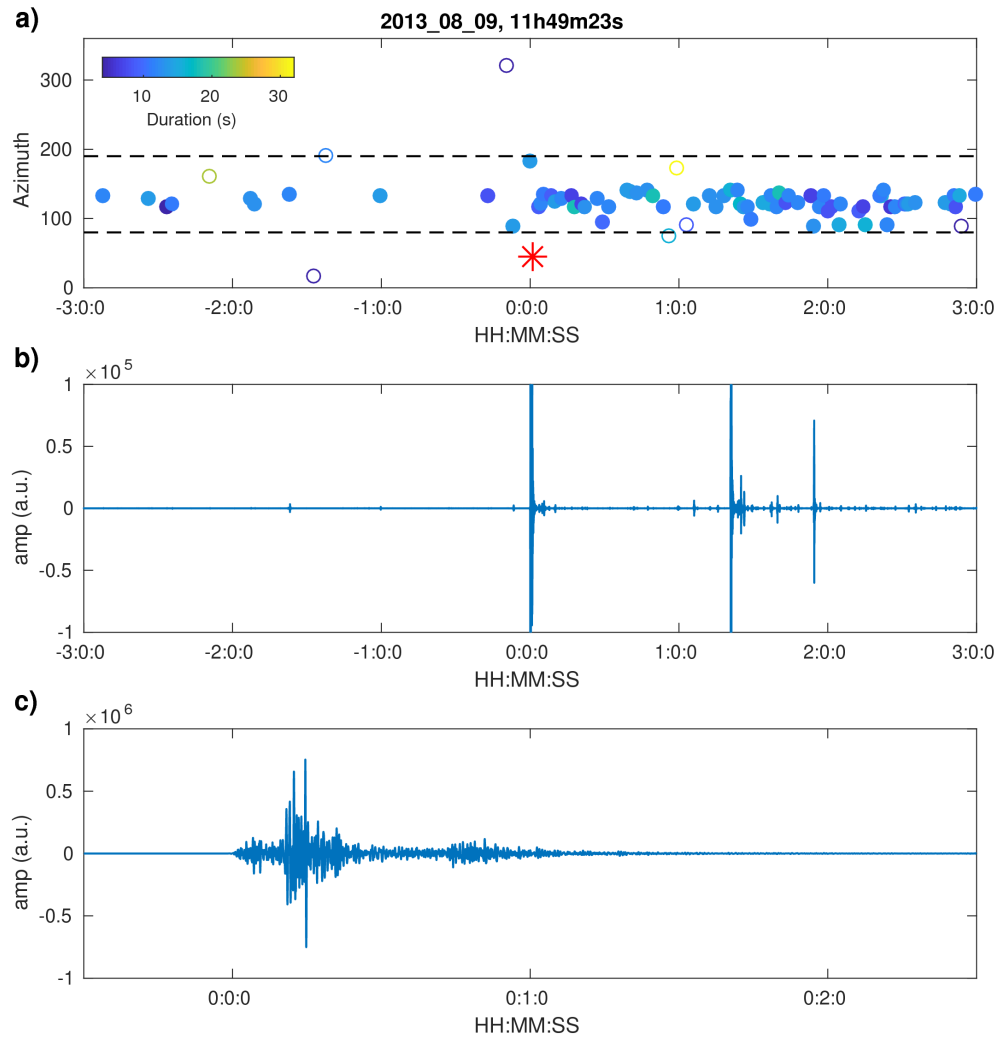 a)
2013_08_09, 11h49m23s
300
200
100
0
Azimuth
10 20 30
Duration (s)
-3:0:0 -2:0:0 -1:0:0 0:0:0 1:0:0 2:0:0 3:0:0
HH:MM:SS
b)
×10^5
1
0.5
0
-0.5
-1
amp (a.u.)
-3:0:0 -2:0:0 -1:0:0 0:0:0 1:0:0 2:0:0 3:0:0
HH:MM:SS
c)
×10^6
1
0.5
0
-0.5
-1
amp (a.u.)
0:0:0 0:1:0 0:2:0
HH:MM:SS